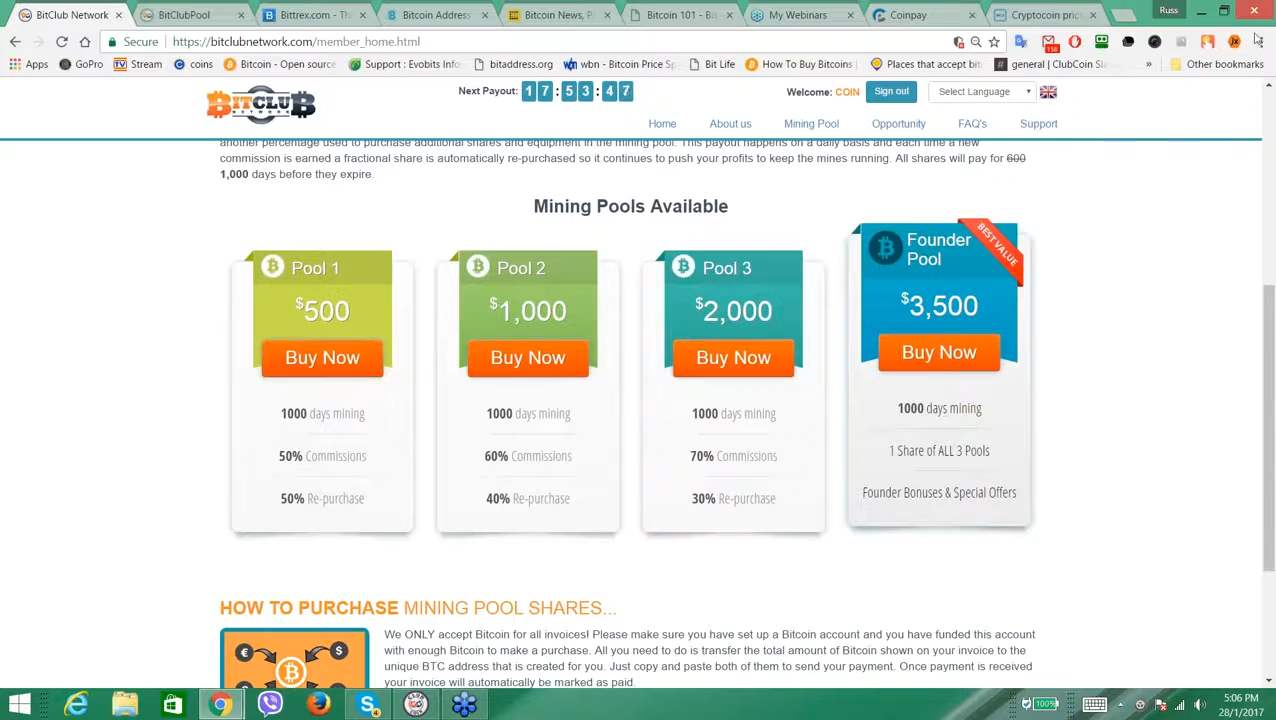 BitClub Network
BitClubPool
Bittrex.com - Th
Bitcoin Address
Bitcoin News, P
Bitcoin 101 - B
My Webinars
Coinpay
Cryptocoin pric
Russ
Secure
https://bitclubnetwork.com/member_home.html
158
Apps
GoPro
Stream
coins
Bitcoin - Open source
Support : Evobits Infor
bitaddress.org
wbn - Bitcoin Price Sp
Bit Life
How To Buy Bitcoins
Places that accept bi
general | ClubCoin Sl
»
Other bookmarks
BITCLUB
NETWORK
Next Payout: 17:53:47
Welcome: COIN
Sign out
Select Language
Home
About us
Mining Pool
Opportunity
FAQ's
Support
another percentage used to purchase additional shares and equipment in the mining pool. This payout happens on a daily basis and each time a new
commission is earned a fractional share is automatically re-purchased so it continues to push your profits to keep the mines running. All shares will pay for 600
1,000 days before they expire.
Mining Pools Available
Pool 1
$500
Buy Now
1000 days mining
50% Commissions
50% Re-purchase
Pool 2
$1,000
Buy Now
1000 days mining
60% Commissions
40% Re-purchase
Pool 3
$2,000
Buy Now
1000 days mining
70% Commissions
30% Re-purchase
BEST VALUE
Founder
Pool
$3,500
Buy Now
1000 days mining
1 Share of ALL 3 Pools
Founder Bonuses & Special Offers
HOW TO PURCHASE MINING POOL SHARES...
We ONLY accept Bitcoin for all invoices! Please make sure you have set up a Bitcoin account and you have funded this account
with enough Bitcoin to make a purchase. All you need to do is transfer the total amount of Bitcoin shown on your invoice to the
unique BTC address that is created for you. Just copy and paste both of them to send your payment. Once payment is received
your invoice will automatically be marked as paid.
100%
5:06 PM
28/1/2017